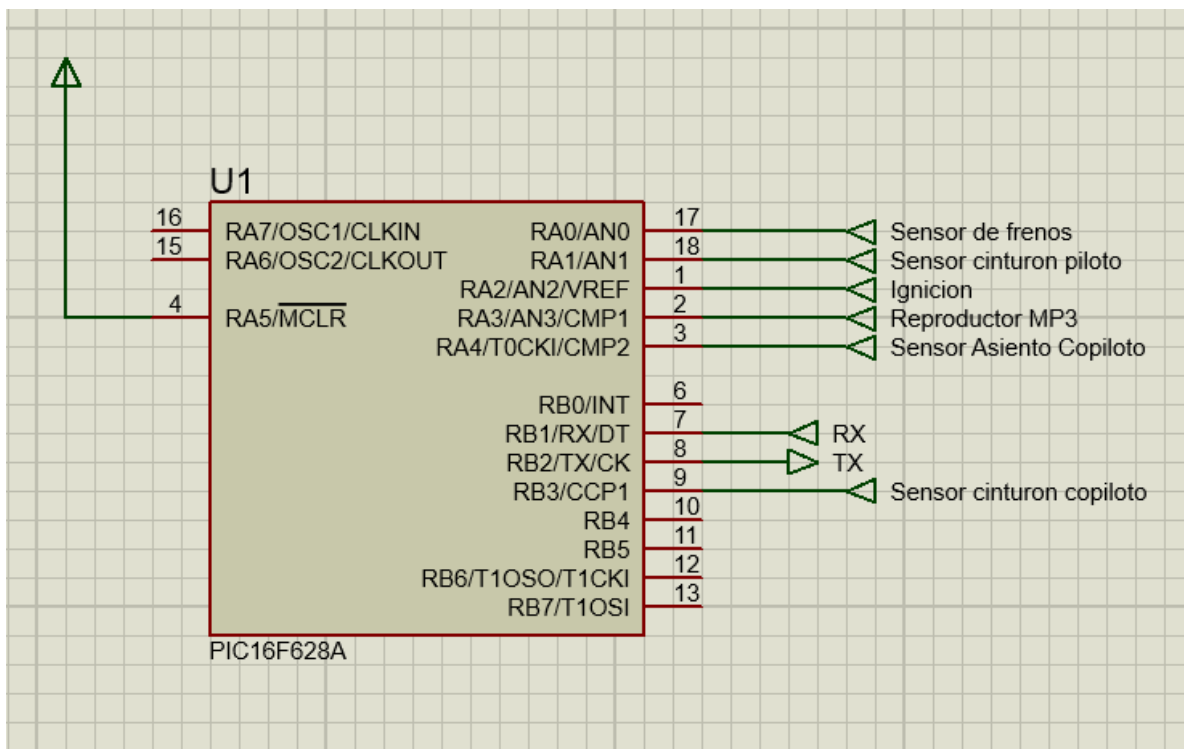 U1
16 RA7/OSC1/CLKIN RA0/AN0 17 Sensor de frenos
15 RA6/OSC2/CLKOUT RA1/AN1 18 Sensor cinturon piloto
RA2/AN2/VREF 1 Ignicion
4 RA5/MCLR RA3/AN3/CMP1 2 Reproductor MP3
RA4/T0CKI/CMP2 3 Sensor Asiento Copiloto
RB0/INT 6
RB1/RX/DT 7 RX
RB2/TX/CK 8 TX
RB3/CCP1 9 Sensor cinturon copiloto
RB4 10
RB5 11
RB6/T1OSO/T1CKI 12
RB7/T1OSI 13
PIC16F628A